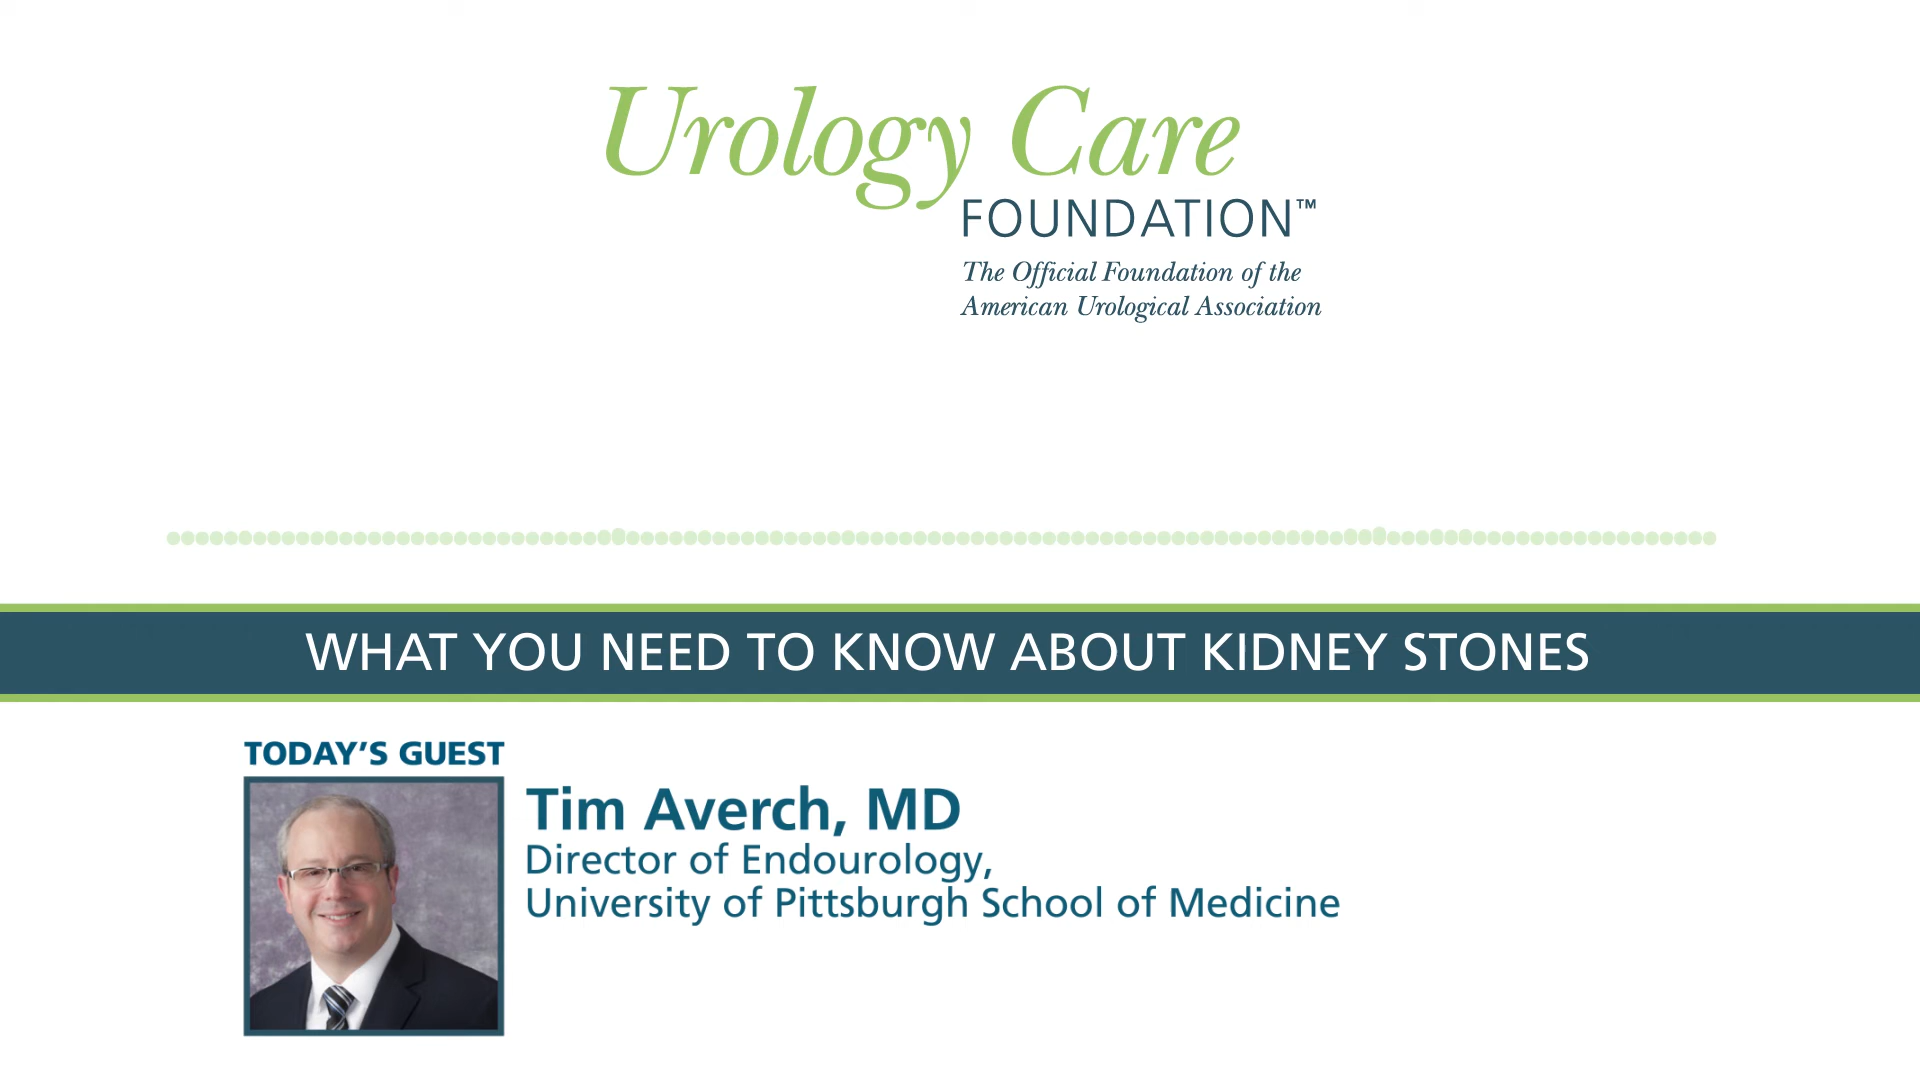 Urology Care
FOUNDATION™
The Official Foundation of the
American Urological Association
WHAT YOU NEED TO KNOW ABOUT KIDNEY STONES
TODAY’S GUEST
Tim Averch, MD
Director of Endourology,
University of Pittsburgh School of Medicine